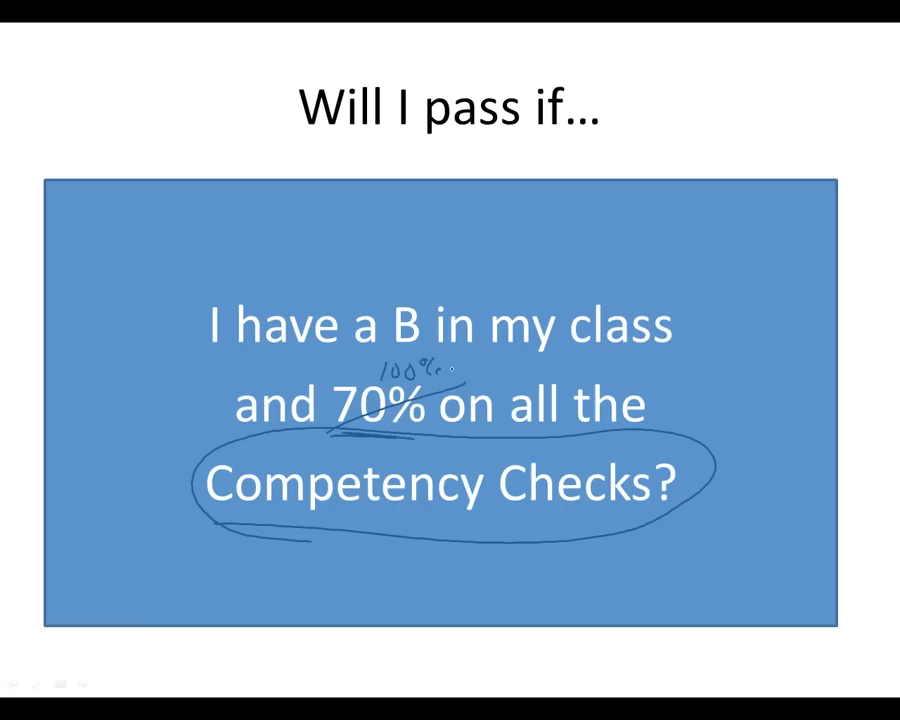 Will I pass if...
I have a B in my class
100%
and 70% on all the
Competency Checks?